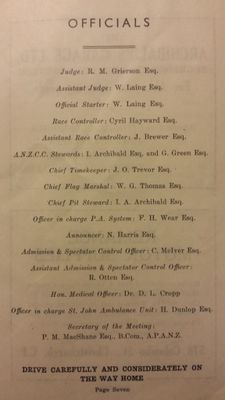 OFFICIALS
Judge: R. M. Grierson Esq.
Assistant Judge: W. Laing Esq.
Official Starter: W. Laing Esq.
Race Controller: Cyril Hayward Esq.
Assistant Race Controller: J. Brewer Esq.
A.N.Z.C.C. Stewards: I. Archibald Esq. and G. Green Esq.
Chief Timekeeper: J. O. Trevor Esq.
Chief Flag Marshal: W. G. Thomas Esq.
Chief Pit Steward: I. A. Archibald Esq.
Officer in charge P.A. System: F. H. Wear Esq.
Announcer: N. Harris Esq.
Admission & Spectator Control Officer: C. McIver Esq.
Assistant Admission & Spectator Control Officer:
R. Otten Esq.
Hon. Medical Officer: Dr. D. L. Cropp
Officer in charge St. John Ambulance Unit: H. Dunlop Esq.
Secretary of the Meeting:
P. M. MacShane Esq., B.Com., A.P.A.N.Z.
DRIVE CAREFULLY AND CONSIDERATELY ON
THE WAY HOME
Page Seven